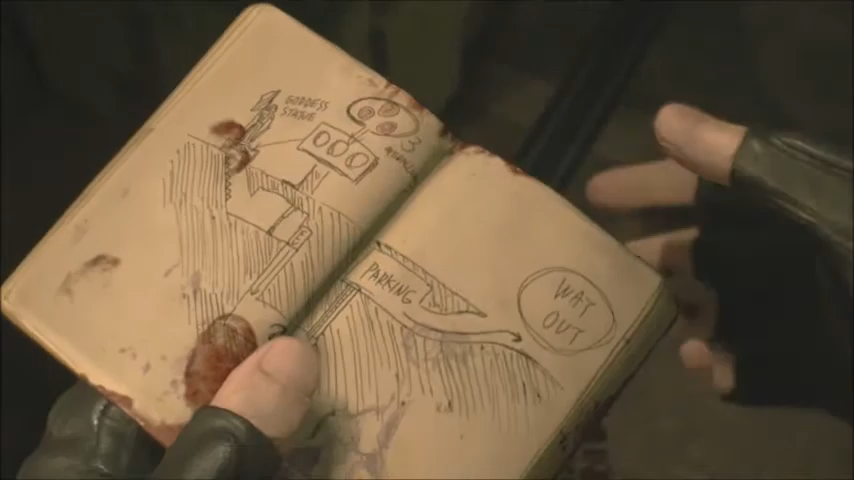 GODDESS
STATUE
3
PARKING
WAY
OUT